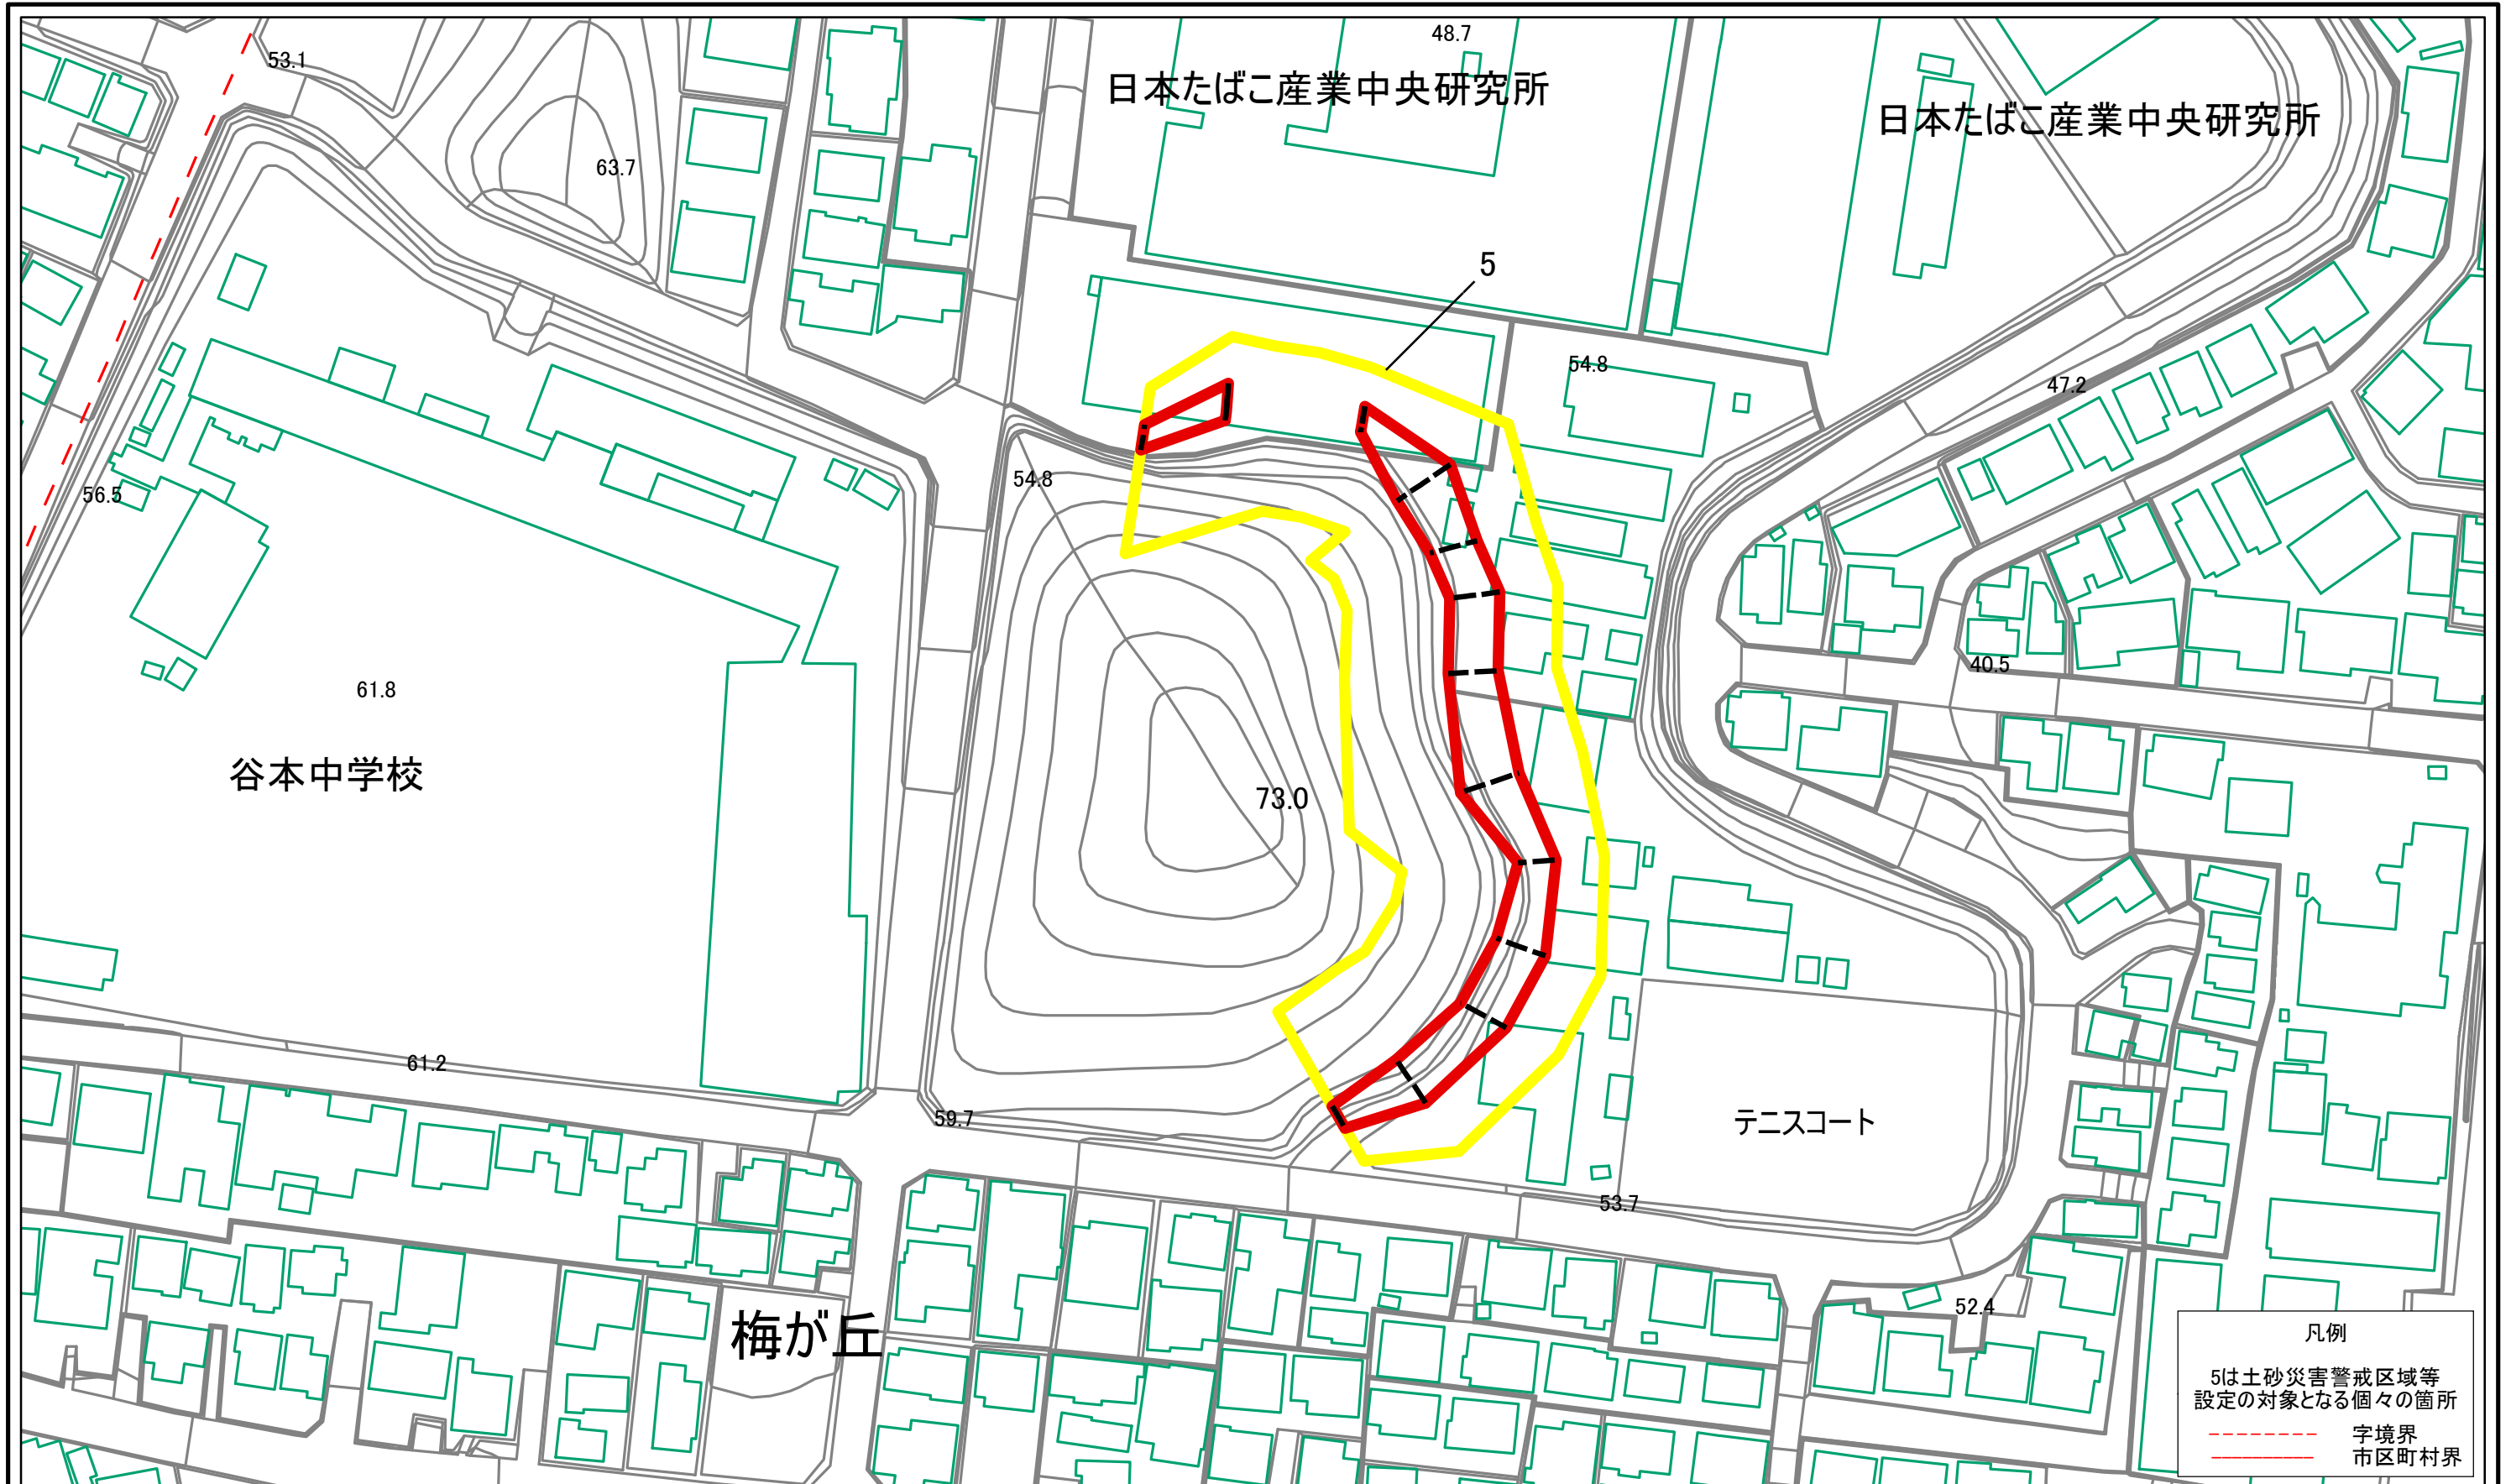 48.7
53.1
日本たばこ産業中央研究所
日本たばこ産業中央研究所
63.7
5
54.8
47.2
54.8
56.5
40.5
61.8
谷本中学校
73.0
61.2
59.7
テニスコート
53.7
52.4
梅が丘
凡例
5は土砂災害警戒区域等
設定の対象となる個々の箇所
字境界
市区町村界